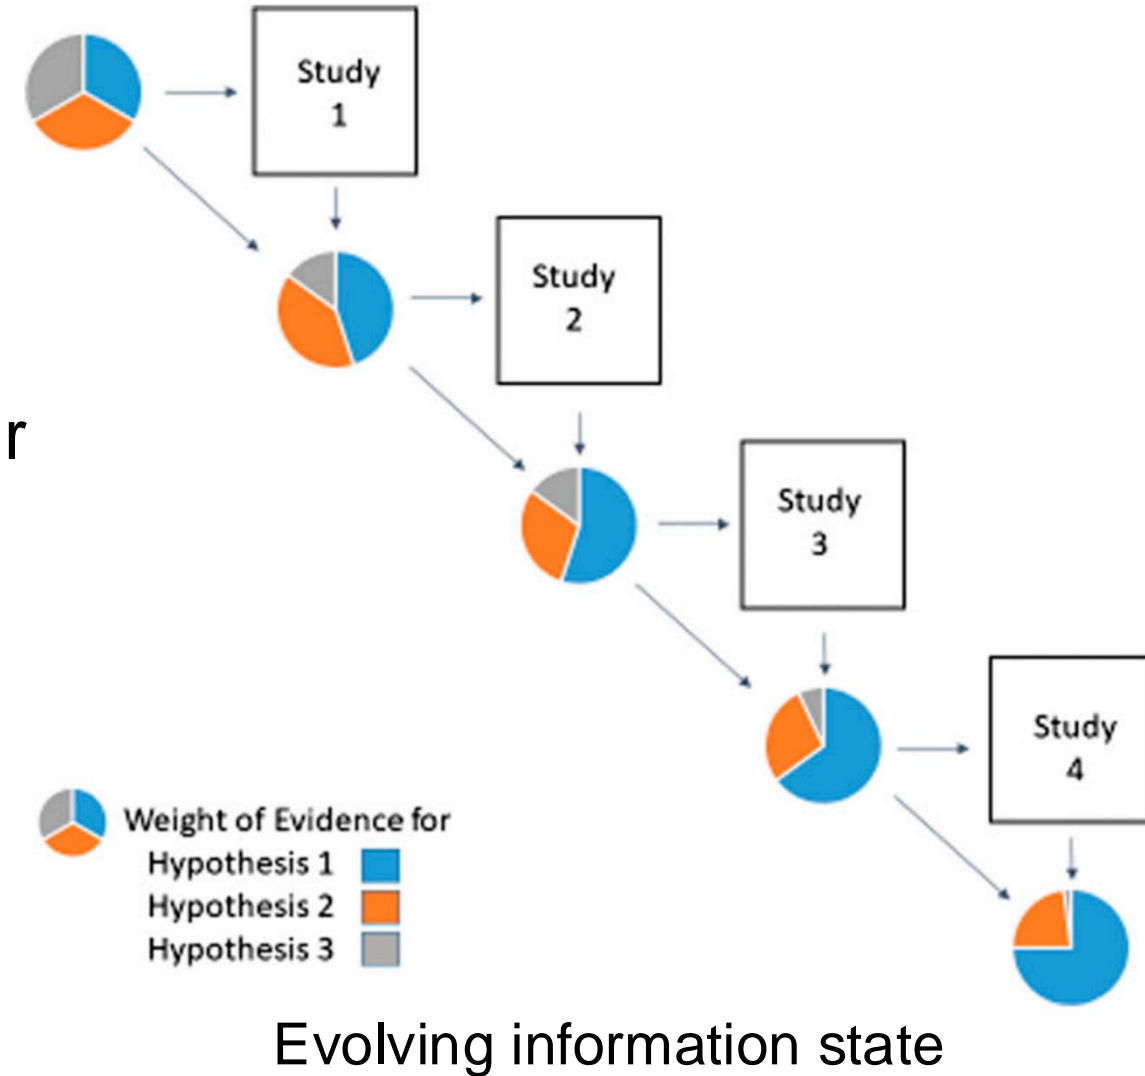 Study
1
Study
2
r
Study
3
Study
4
Weight of Evidence for
Hypothesis 1
Hypothesis 2
Hypothesis 3
Evolving information state